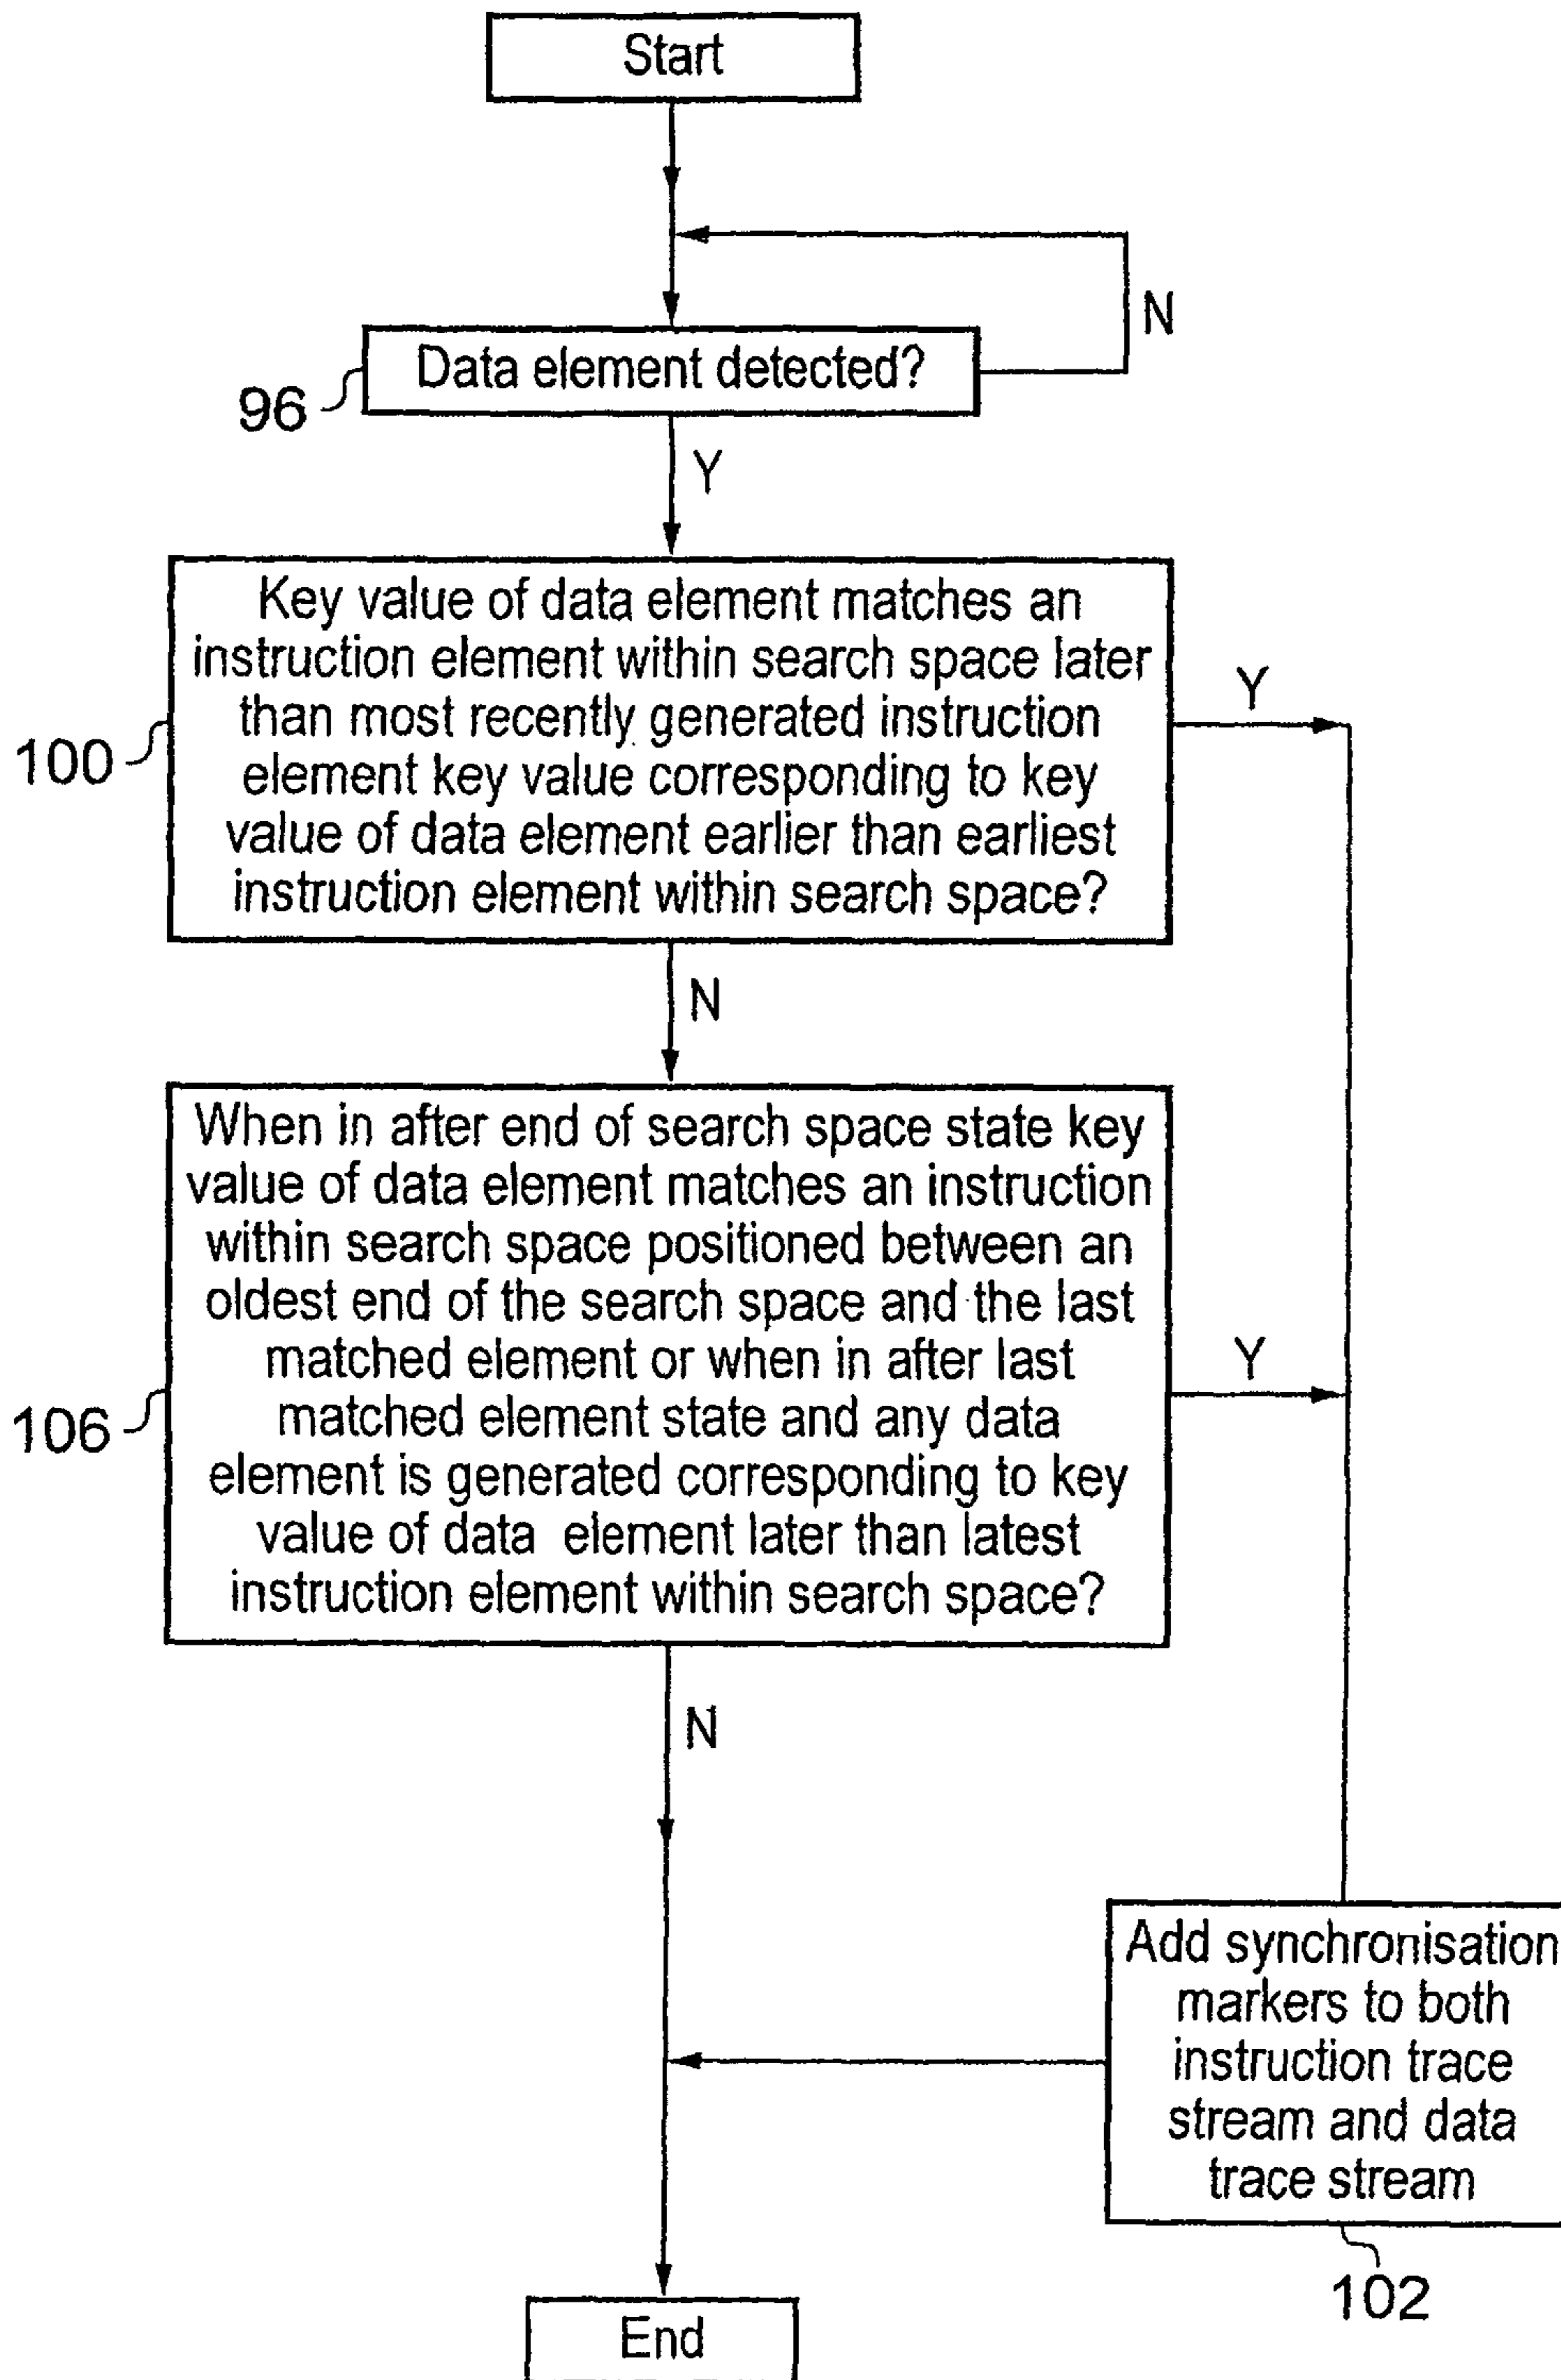 Start
N
Data element detected?
96
Y
Key value of data element matches an
instruction element within search space later
than most recently generated instruction
element key value corresponding to key
value of data element earlier than earliest
instruction element within search space?
Y
100
N
When in after end of search space state key
value of data element matches an instruction
within search space positioned between an
oldest end of the search space and the last
matched element or when in after last
matched element state and any data
element is generated corresponding to key
value of data element later than latest
instruction element within search space?
Y
106
N
Add synchronisation
markers to both
instruction trace
stream and data
trace stream
102
End